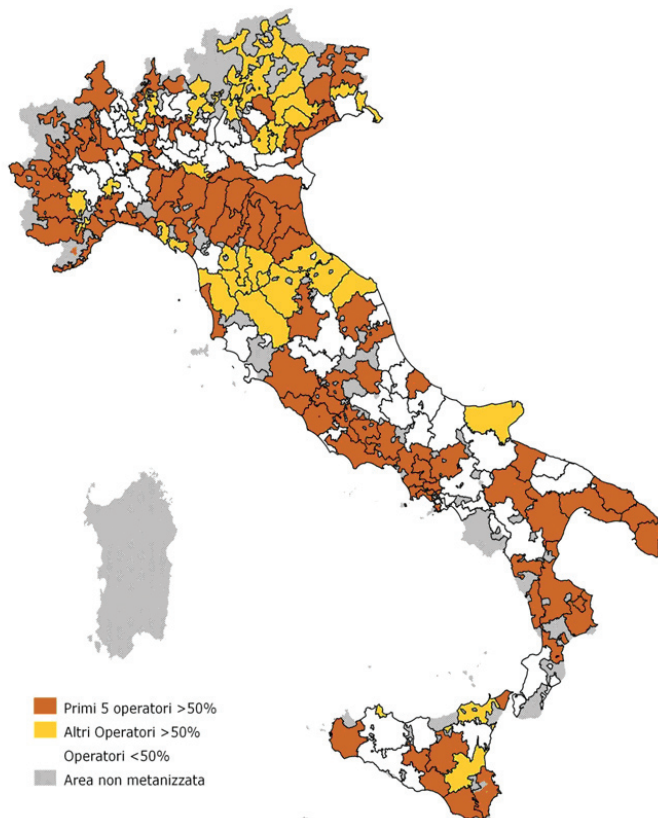 Primi 5 operatori >50%
Altri Operatori >50%
Operatori <50%
Area non metanizzata